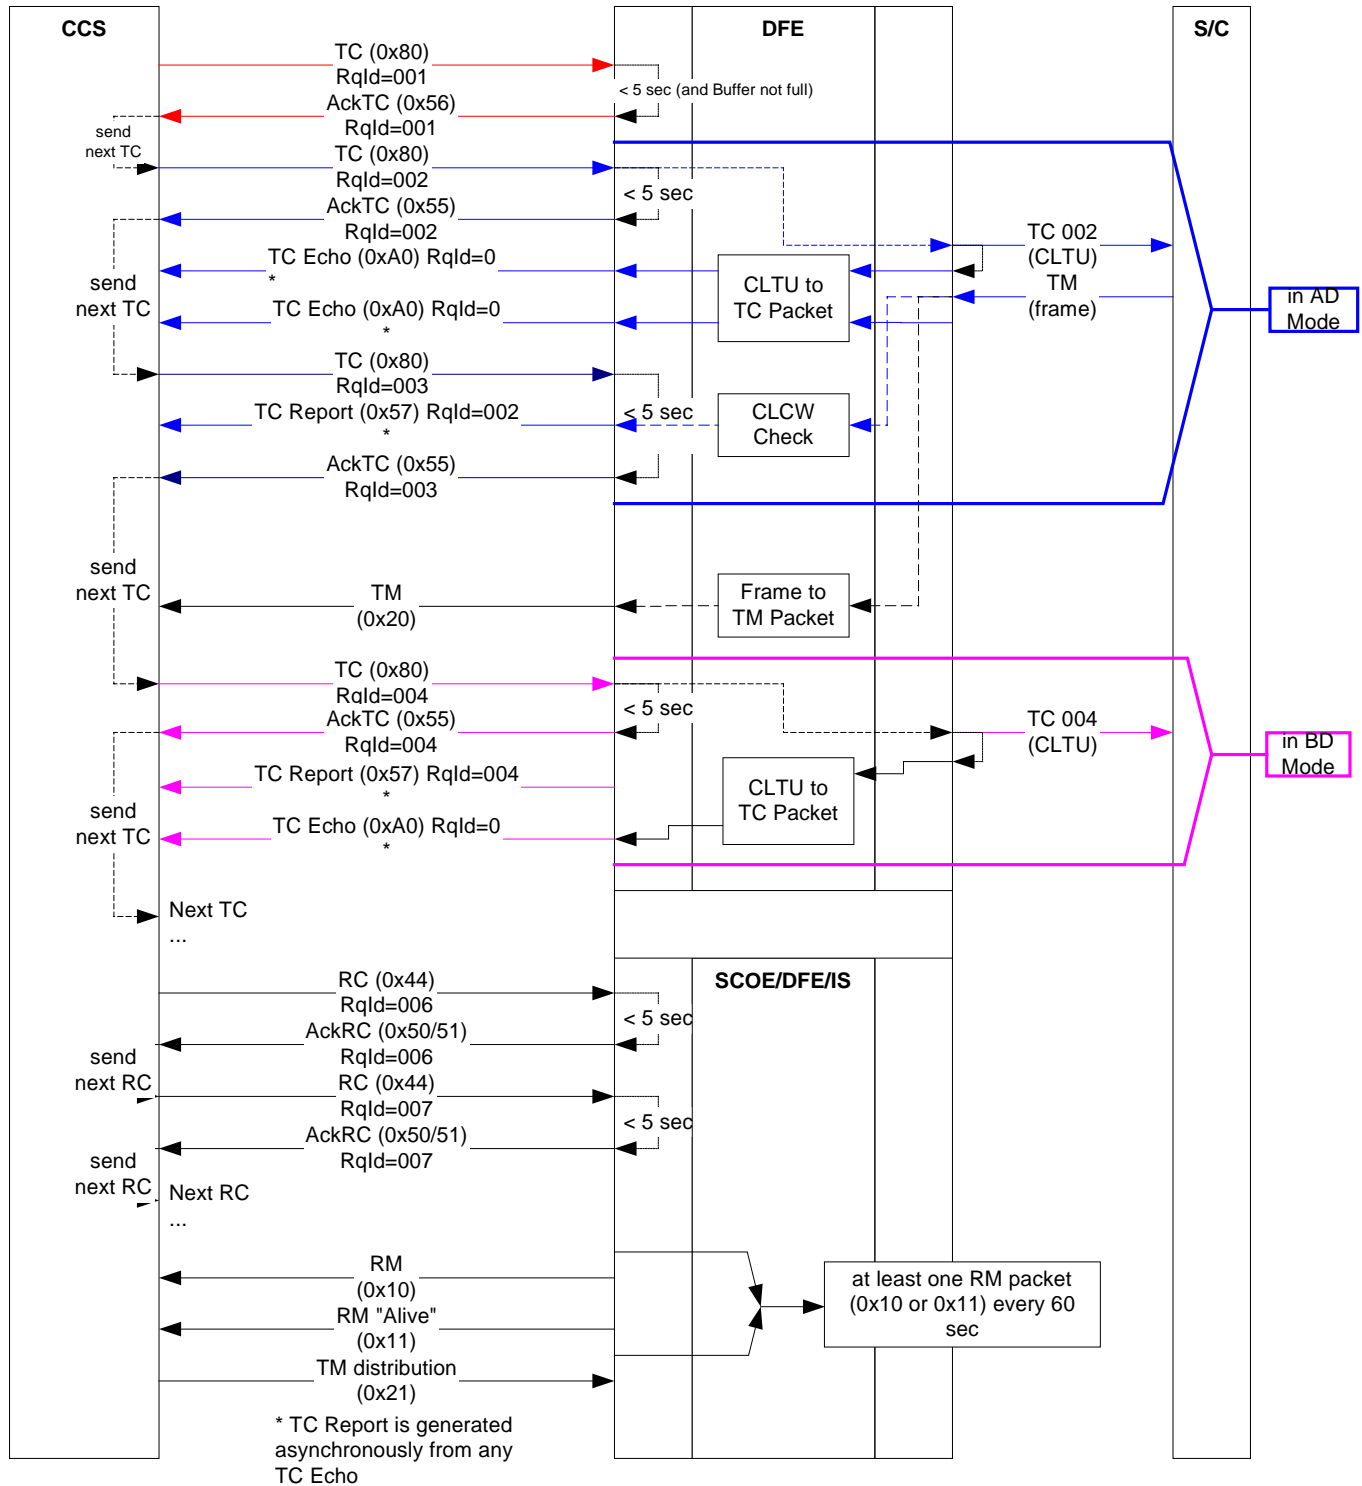 CCS
DFE
S/C
TC (0x80)
RqId=001
< 5 sec (and Buffer not full)
AckTC (0x56)
RqId=001
send
next TC
TC (0x80)
RqId=002
< 5 sec
AckTC (0x55)
RqId=002
TC 002
(CLTU)
TC Echo (0xA0) RqId=0
*
CLTU to
TC Packet
send
next TC
TM
(frame)
in AD
Mode
TC Echo (0xA0) RqId=0
*
TC (0x80)
RqId=003
TC Report (0x57) RqId=002
*
< 5 sec
CLCW
Check
AckTC (0x55)
RqId=003
send
next TC
TM
(0x20)
Frame to
TM Packet
TC (0x80)
RqId=004
< 5 sec
AckTC (0x55)
RqId=004
TC 004
(CLTU)
in BD
Mode
TC Report (0x57) RqId=004
*
CLTU to
TC Packet
send
next TC
TC Echo (0xA0) RqId=0
*
Next TC
...
RC (0x44)
RqId=006
SCOE/DFE/IS
< 5 sec
AckRC (0x50/51)
RqId=006
send
next RC
RC (0x44)
RqId=007
< 5 sec
AckRC (0x50/51)
RqId=007
send
next RC
Next RC
...
RM
(0x10)
at least one RM packet
(0x10 or 0x11) every 60
sec
RM "Alive"
(0x11)
TM distribution
(0x21)
* TC Report is generated
asynchronously from any
TC Echo